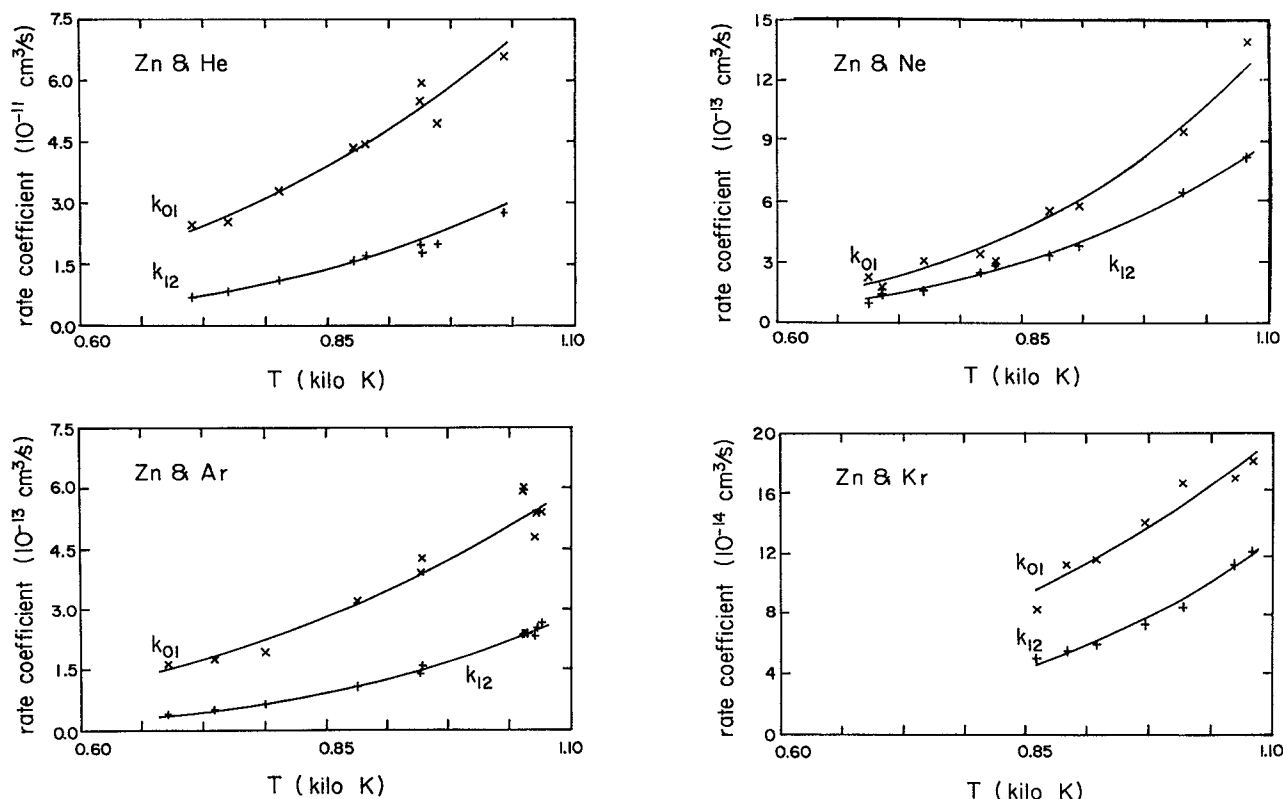 Zn & He
rate coefficient (10⁻¹¹ cm³/s)
7.5
6.0
4.5
3.0
1.5
0.0
k₀₁
k₁₂
0.60
0.85
1.10
T (kilo K)
Zn & Ne
rate coefficient (10⁻¹³ cm³/s)
15
12
9
6
3
0
k₀₁
k₁₂
0.60
0.85
1.10
T (kilo K)
Zn & Ar
rate coefficient (10⁻¹³ cm³/s)
7.5
6.0
4.5
3.0
1.5
0.0
k₀₁
k₁₂
0.60
0.85
1.10
T (kilo K)
Zn & Kr
rate coefficient (10⁻¹⁴ cm³/s)
20
16
12
8
4
0
k₀₁
k₁₂
0.60
0.85
1.10
T (kilo K)